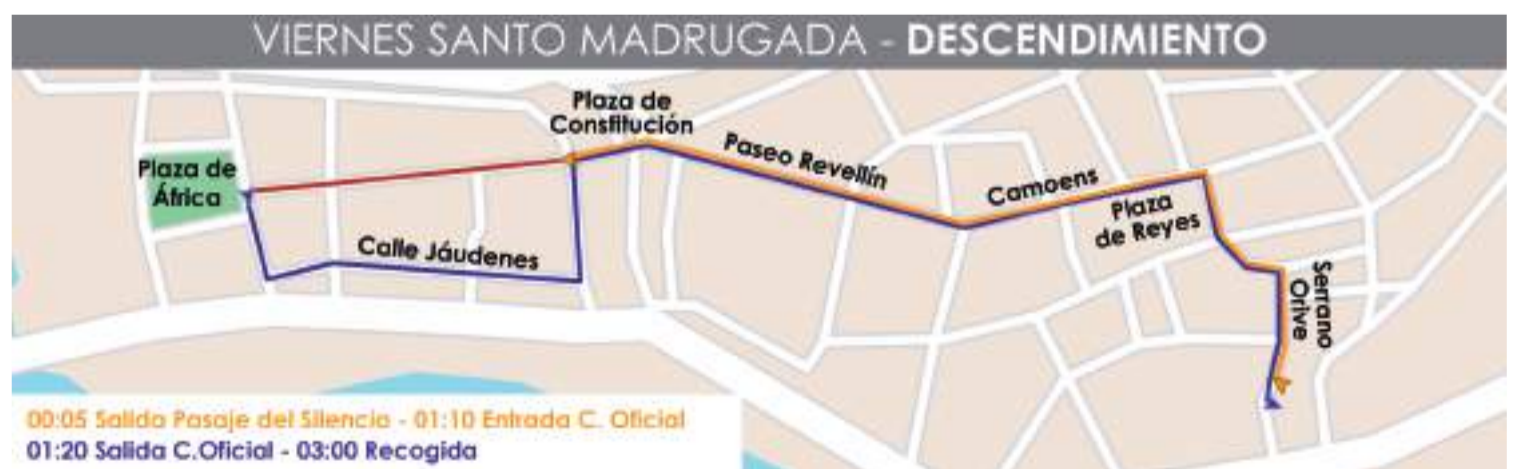 VIERNES SANTO MADRUGADA - DESCENDIMIENTO
Plaza de
Constitución
Plaza de
África
Paseo Revellín
Camoens
Plaza
de Reyes
Calle Jáudenes
Serrano
Orive
00:05 Salida Pasaje del Silencio - 01:10 Entrada C. Oficial
01:20 Salida C.Oficial - 03:00 Recogida